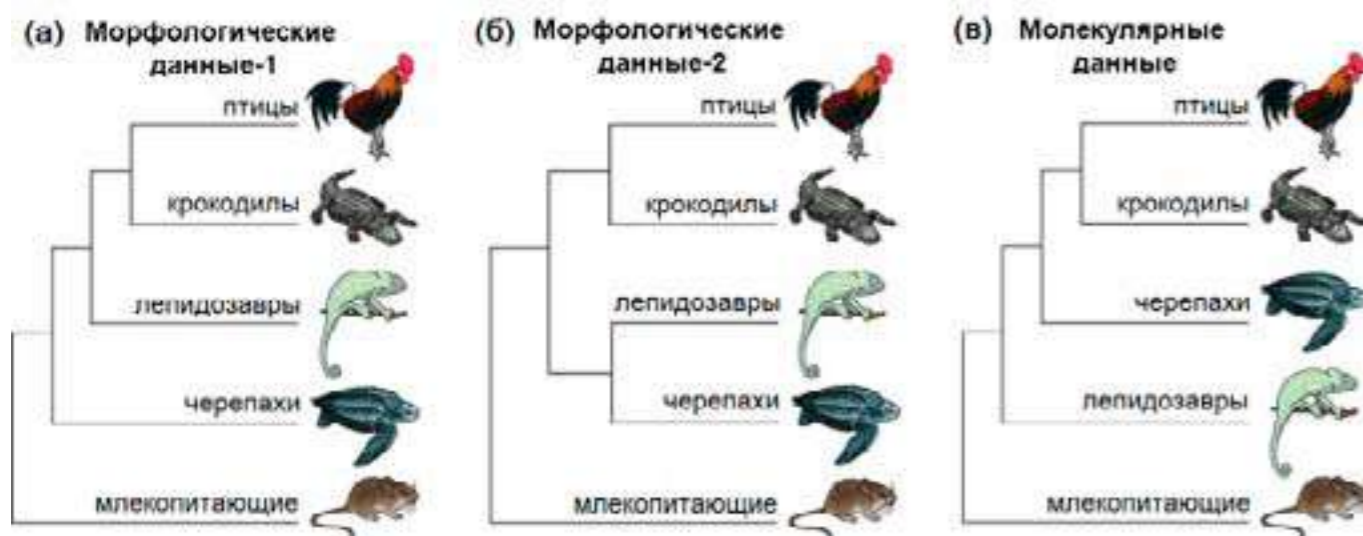 (а) Морфологические
данные-1
птицы
крокодилы
лепидозавры
черепахи
млекопитающие
(б) Морфологические
данные-2
птицы
крокодилы
лепидозавры
черепахи
млекопитающие
(в) Молекулярные
данные
птицы
крокодилы
черепахи
лепидозавры
млекопитающие